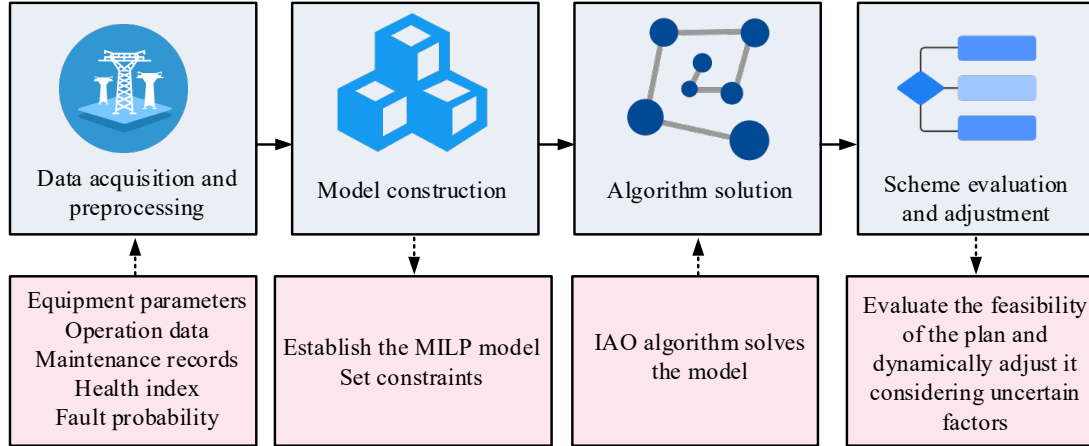 Data acquisition and
preprocessing
Model construction
Algorithm solution
Scheme evaluation
and adjustment
Equipment parameters
Operation data
Maintenance records
Health index
Fault probability
Establish the MILP model
Set constraints
IAO algorithm solves
the model
Evaluate the feasibility
of the plan and
dynamically adjust it
considering uncertain
factors